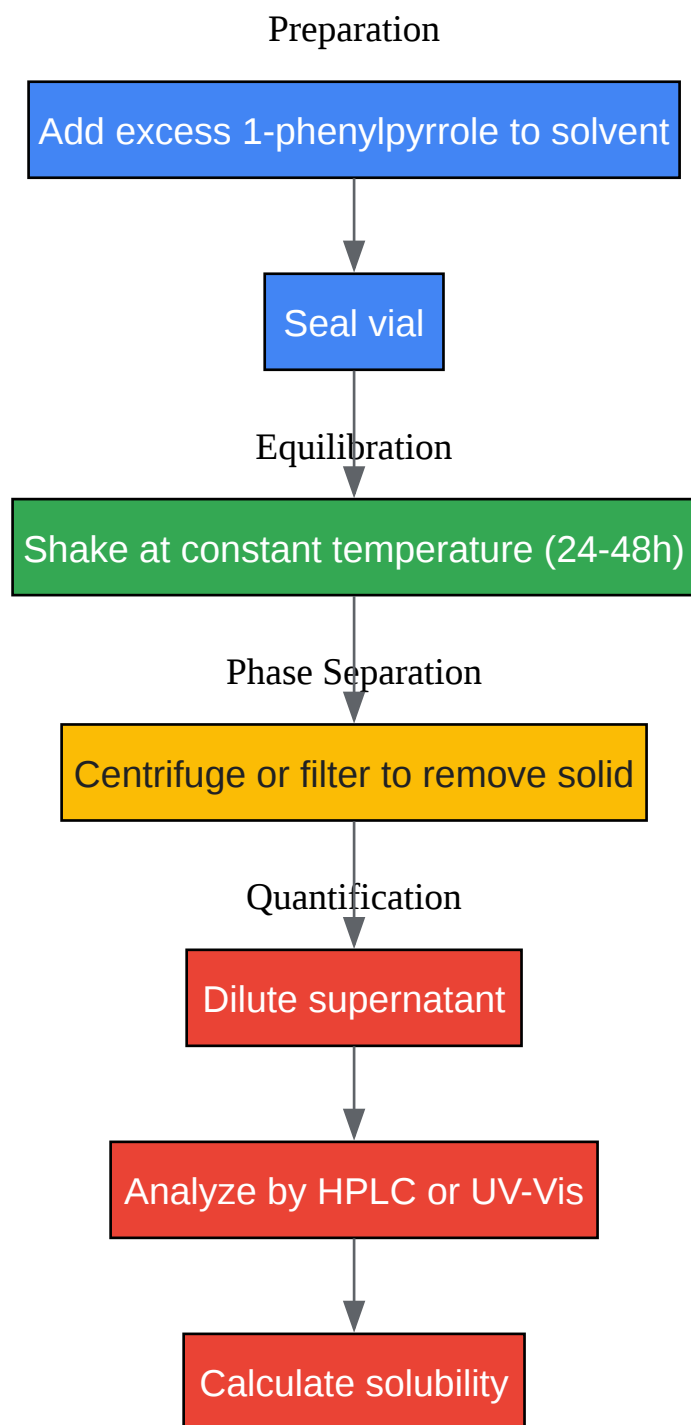 Preparation
Add excess 1-phenylpyrrole to solvent
Seal vial
Equilibration
Shake at constant temperature (24-48h)
Phase Separation
Centrifuge or filter to remove solid
Quantification
Dilute supernatant
Analyze by HPLC or UV-Vis
Calculate solubility